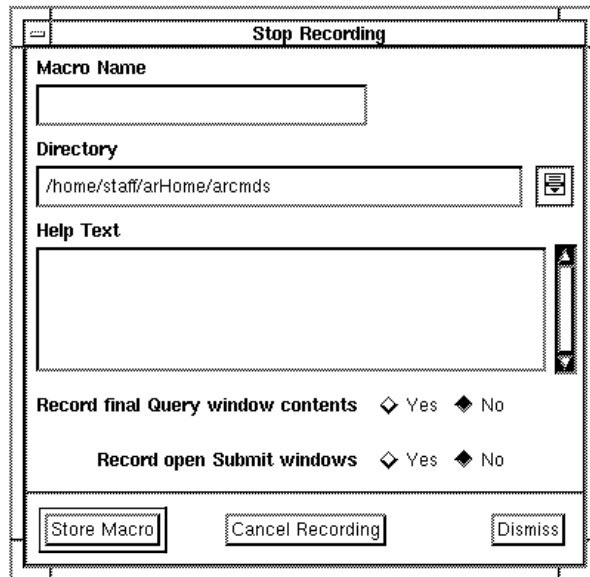 Stop Recording
Macro Name
Directory
/home/staff/arHome/arcmds
Help Text
Record final Query window contents Yes No
Record open Submit windows Yes No
Store Macro Cancel Recording Dismiss